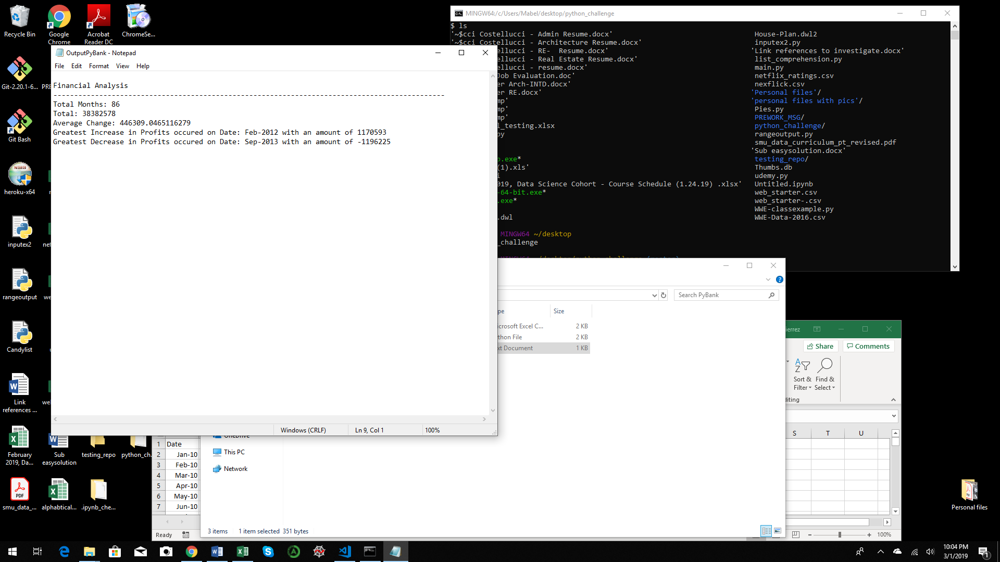 Recycle Bin
Google Chrome
Acrobat Reader DC
ChromeSe...
Git-2.20.1-6...
Git Bash
heroku-x64
inputex2
rangeoutput
Candylist
Link references ...
February 2019, Da...
Sub easysolution
testing_repo
python_ch...
smu_data_...
alphabtical...
.ipynb_che...
Personal files
OutputPyBank - Notepad
File Edit Format View Help
Financial Analysis
----------------------------------------------------------------------------------------------
Total Months: 86
Total: 38382578
Average Change: 446309.0465116279
Greatest Increase in Profits occured on Date: Feb-2012 with an amount of 1170593
Greatest Decrease in Profits occured on Date: Sep-2013 with an amount of -1196225
Windows (CRLF) Ln 9, Col 1 100%
MINGW64:/c/Users/Mabel/desktop/python_challenge
$ ls
'~$cci Costellucci - Admin Resume.docx' House-Plan.dwl2
'~$cci Costellucci - Architecture Resume.docx' inputex2.py
ellucci - RE- Resume.docx' 'Link references to investigate.docx'
ellucci - Real Estate Resume.docx' list_comprehension.py
ellucci - resume.docx' main.py
Job Evaluation.doc' netflix_ratings.csv
er Arch-INTD.docx' nexflick.csv
er RE.docx' 'Personal files'/
mp' 'personal files with pics'/
mp' Pies.py
mp' PREWORK_MSG/
l_testing.xlsx python_challenge/
py rangeoutput.py
smu_data_curriculum_pt_revised.pdf
'Sub easysolution.docx'
.exe* testing_repo/
(1).xls' Thumbs.db
i udemy.py
019, Data Science Cohort - Course Schedule (1.24.19) .xlsx' Untitled.ipynb
-64-bit.exe* web_starter.csv
.exe* web_starter-.csv
WWE-classexample.py
.dwl WWE-Data-2016.csv
MINGW64 ~/desktop
_challenge
Search PyBank
pe Size
icrosoft Excel C... 2 KB
thon File 2 KB
xt Document 1 KB
OneDrive
This PC
Network
3 items 1 item selected 351 bytes
ierrez
Share Comments
Sort & Filter
Find & Select
diting
S T U
1 Date
2 Jan-10
3 Feb-10
4 Mar-10
5 Apr-10
6 May-10
7 Jun-10
Ready
100%
10:04 PM
3/1/2019
1